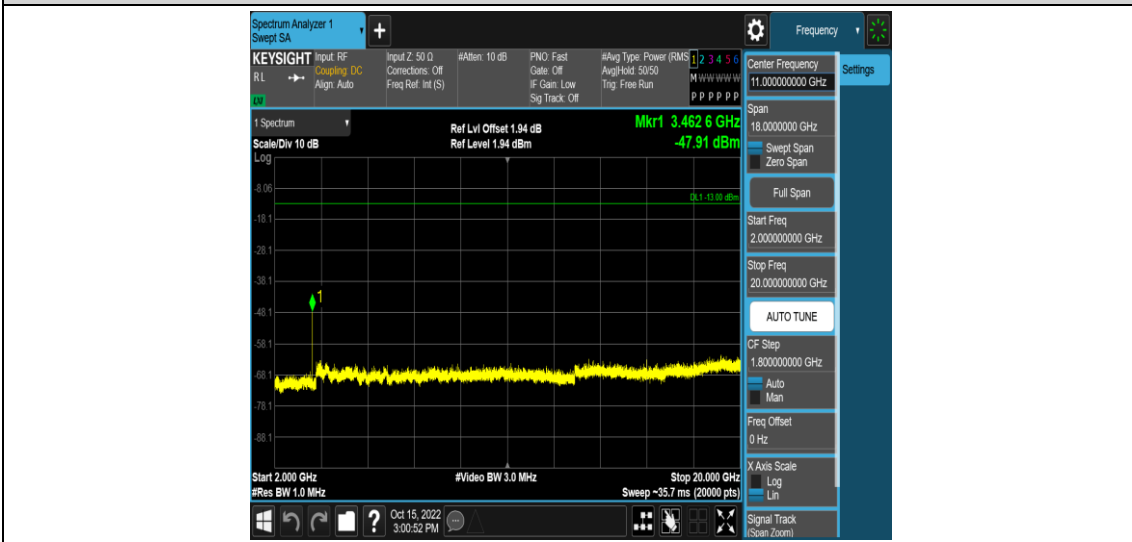 Spectrum Analyzer 1
Swept SA
+
Frequency
KEYSIGHT
RL
Input: RF
Coupling: DC
Align: Auto
Input Z: 50 Ω
Corrections: Off
Freq Ref: Int (S)
#Atten: 10 dB
PNO: Fast
Gate: Off
IF Gain: Low
Sig Track: Off
#Avg Type: Power (RMS
Avg|Hold: 50/50
Trig: Free Run
1 2 3 4 5 6
M W W W W W
P P P P P P
1 Spectrum
Scale/Div 10 dB
Log
Ref Lvl Offset 1.94 dB
Ref Level 1.94 dBm
Mkr1 3.462 6 GHz
-47.91 dBm
DL1 -13.00 dBm
-8.06
-18.1
-28.1
-38.1
-48.1
-58.1
-68.1
-78.1
-88.1
1
Start 2.000 GHz
#Res BW 1.0 MHz
#Video BW 3.0 MHz
Stop 20.000 GHz
Sweep ~35.7 ms (20000 pts)
?
Oct 15, 2022
3:00:52 PM
Center Frequency
11.000000000 GHz
Settings
Span
18.0000000 GHz
Swept Span
Zero Span
Full Span
Start Freq
2.000000000 GHz
Stop Freq
20.000000000 GHz
AUTO TUNE
CF Step
1.800000000 GHz
Auto
Man
Freq Offset
0 Hz
X Axis Scale
Log
Lin
Signal Track
(Span Zoom)